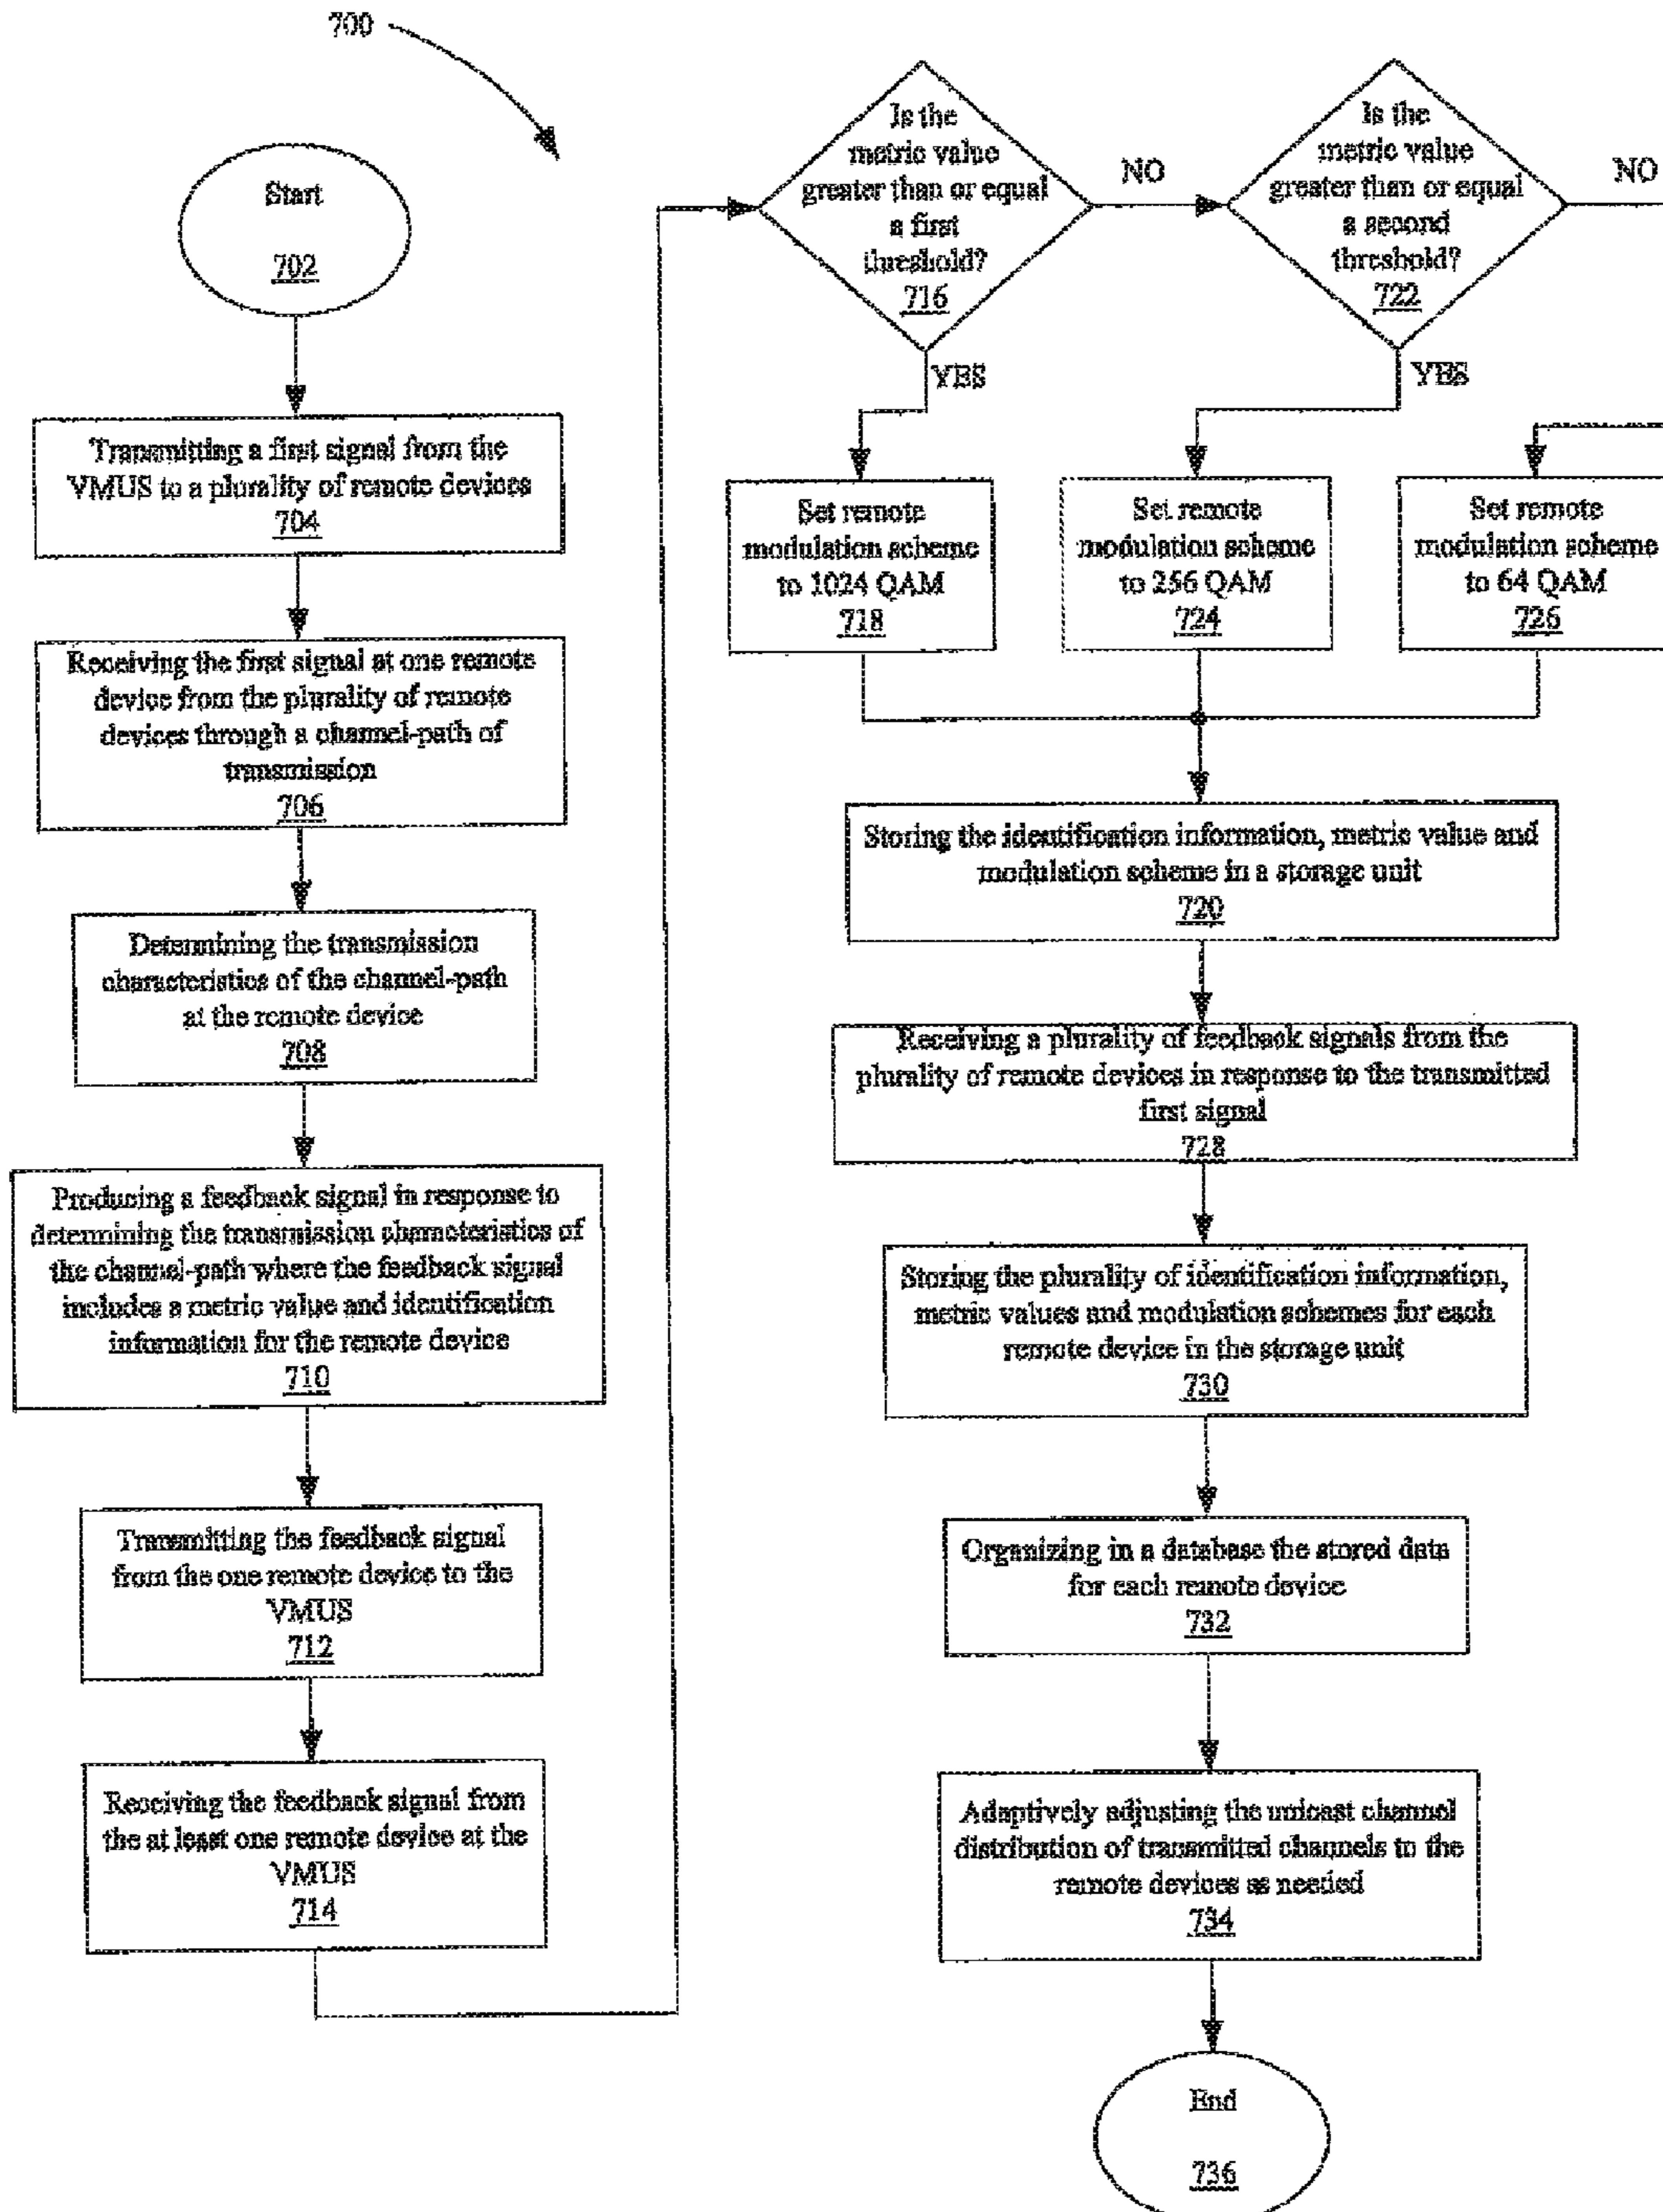 700
Start
702
Transmitting a first signal from the
VMUS to a plurality of remote devices
704
Receiving the first signal at one remote
device from the plurality of remote
devices through a channel-path of
transmission
706
Determining the transmission
characteristics of the channel-path
at the remote device
708
Producing a feedback signal in response to
determining the transmission characteristics of
the channel-path where the feedback signal
includes a metric value and identification
information for the remote device
710
Transmitting the feedback signal
from the one remote device to the
VMUS
712
Receiving the feedback signal from
the at least one remote device at the
VMUS
714
Is the
metric value
greater than or equal
a first
threshold?
716
NO
YES
Is the
metric value
greater than or equal
a second
threshold?
722
NO
YES
Set remote
modulation scheme
to 1024 QAM
718
Set remote
modulation scheme
to 256 QAM
724
Set remote
modulation scheme
to 64 QAM
726
Storing the identification information, metric value and
modulation scheme in a storage unit
720
Receiving a plurality of feedback signals from the
plurality of remote devices in response to the transmitted
first signal
728
Storing the plurality of identification information,
metric values and modulation schemes for each
remote device in the storage unit
730
Organizing in a database the stored data
for each remote device
732
Adaptively adjusting the unicast channel
distribution of transmitted channels to the
remote devices as needed
734
End
736